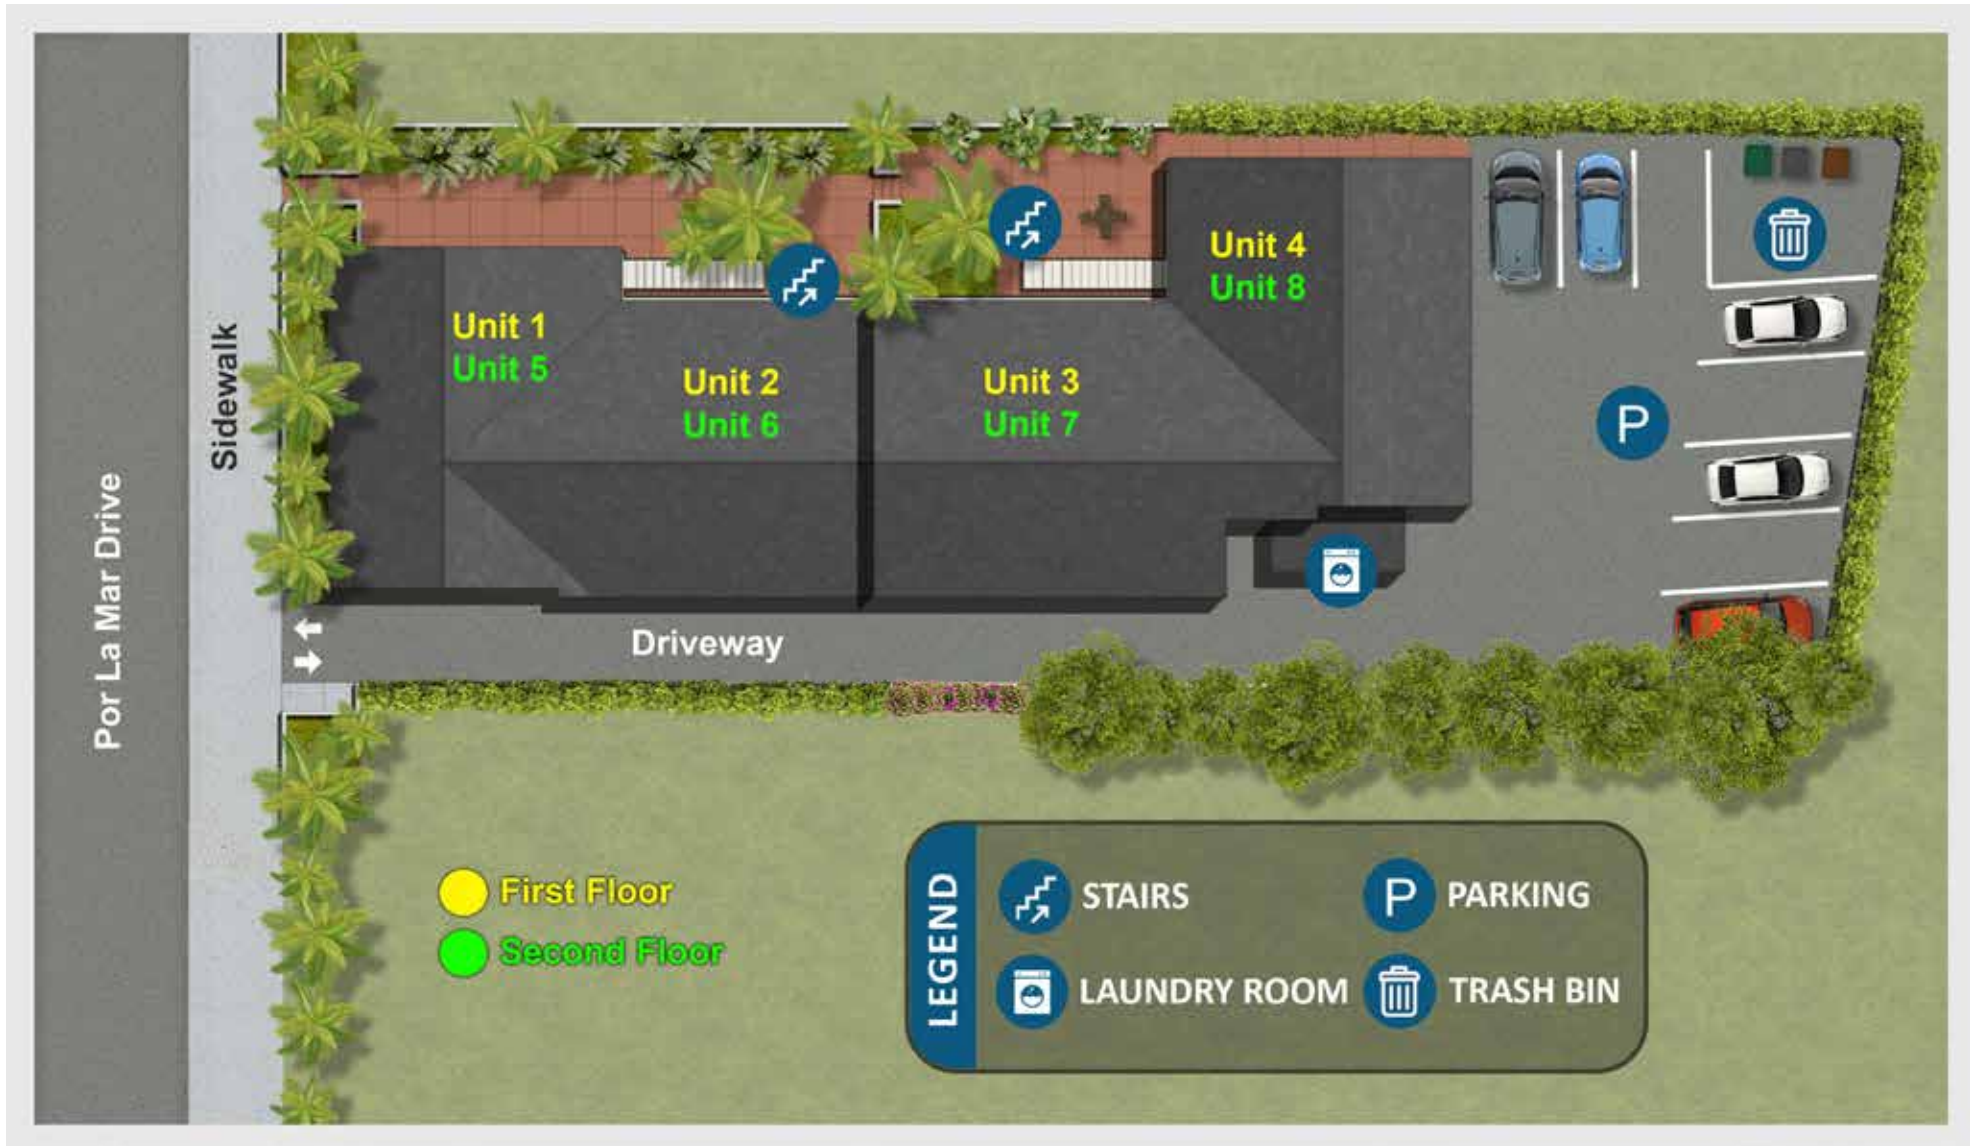 Por La Mar Drive
Sidewalk
Unit 1
Unit 5
Unit 2
Unit 6
Unit 3
Unit 7
Unit 4
Unit 8
P
Driveway
First Floor
Second Floor
LEGEND
STAIRS
P PARKING
LAUNDRY ROOM
TRASH BIN